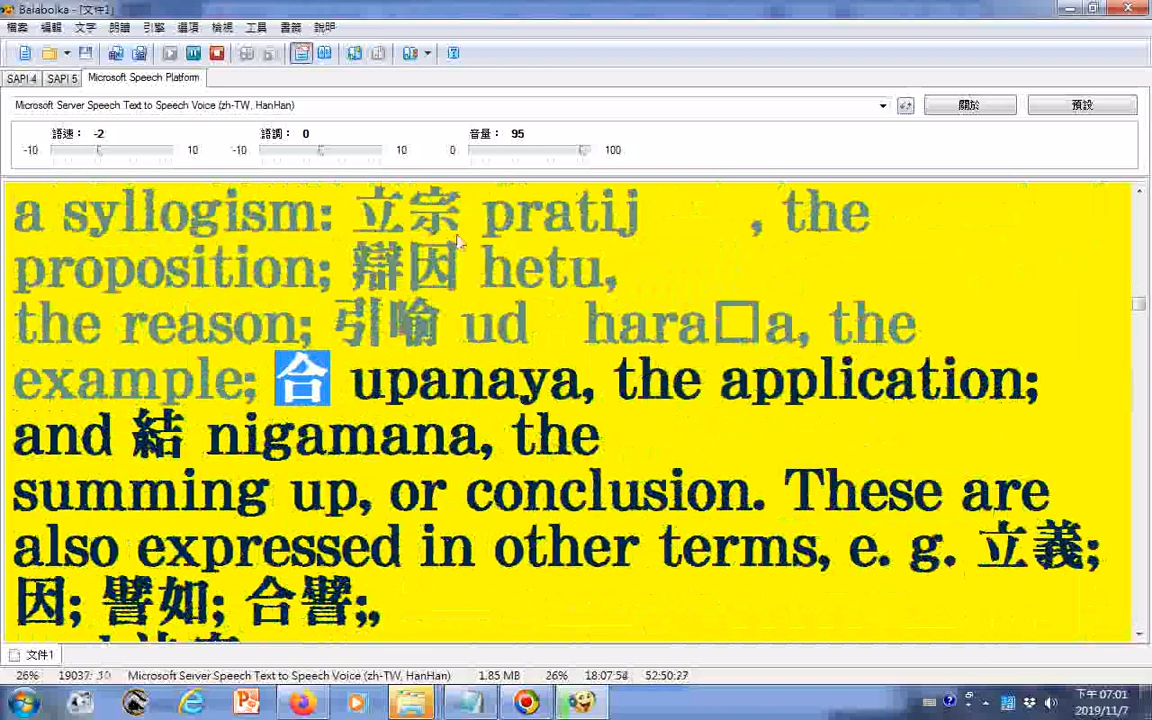 Balabolka - [文件1]
檔案 編輯 文字 朗讀 引擎 選項 檢視 工具 書籤 說明
SAPI 4 SAPI 5 Microsoft Speech Platform
Microsoft Server Speech Text to Speech Voice (zh-TW, HanHan) 關於 預設
語速： -2 語調： 0 音量： 95
-10 10 -10 10 0 100
a syllogism: 立宗 pratij , the
proposition; 辯因 hetu,
the reason; 引喻 ud hara□a, the
example; 合 upanaya, the application;
and 結 nigamana, the
summing up, or conclusion. These are
also expressed in other terms, e. g. 立義;
因; 譬如; 合譬;,
文件1
26% Microsoft Server Speech Text to Speech Voice (zh-TW, HanHan) 1.85 MB 26% 18:07:54 52:50:27
下午 07:01
2019/11/7